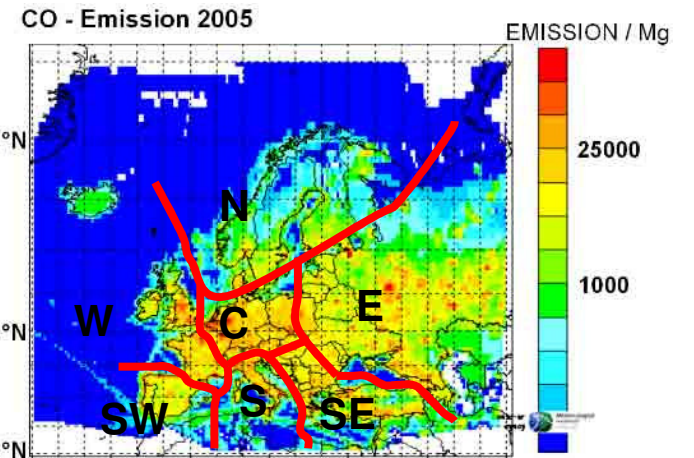 CO - Emission 2005
EMISSION / Mg
°N
25000
N
1000
W
C
E
°N
SW
S
SE
°N